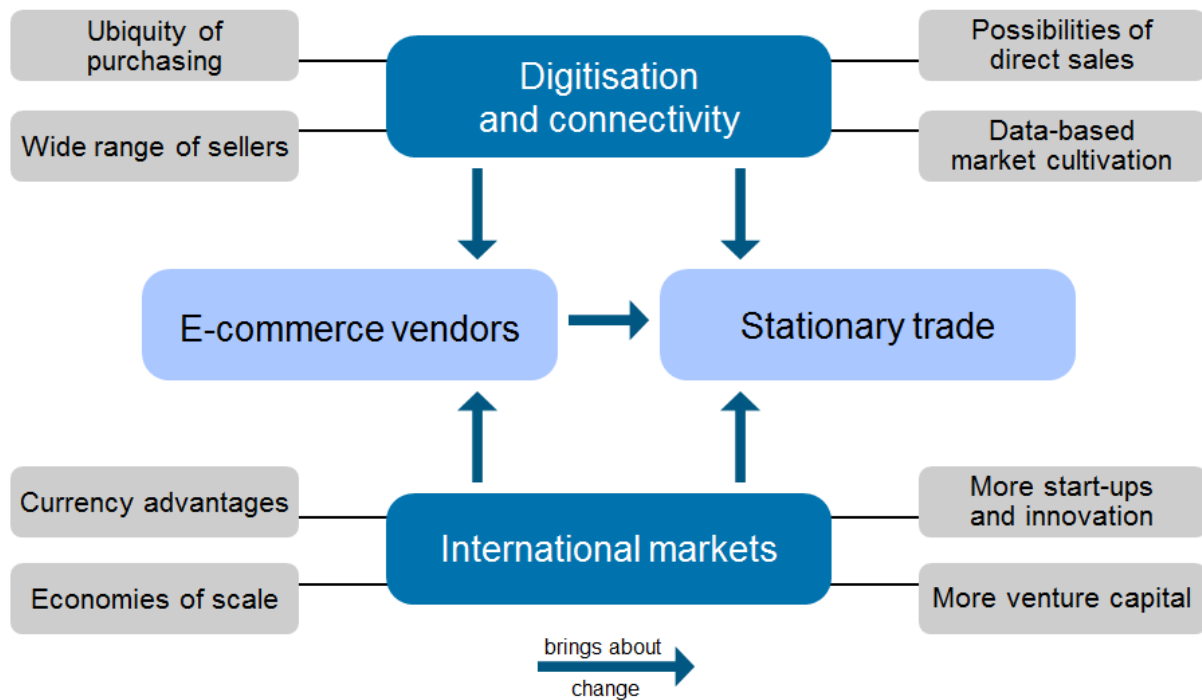 Ubiquity of
purchasing
Wide range of sellers
Digitisation
and connectivity
Possibilities of
direct sales
Data-based
market cultivation
E-commerce vendors
Stationary trade
Currency advantages
Economies of scale
International markets
More start-ups
and innovation
More venture capital
brings about
change